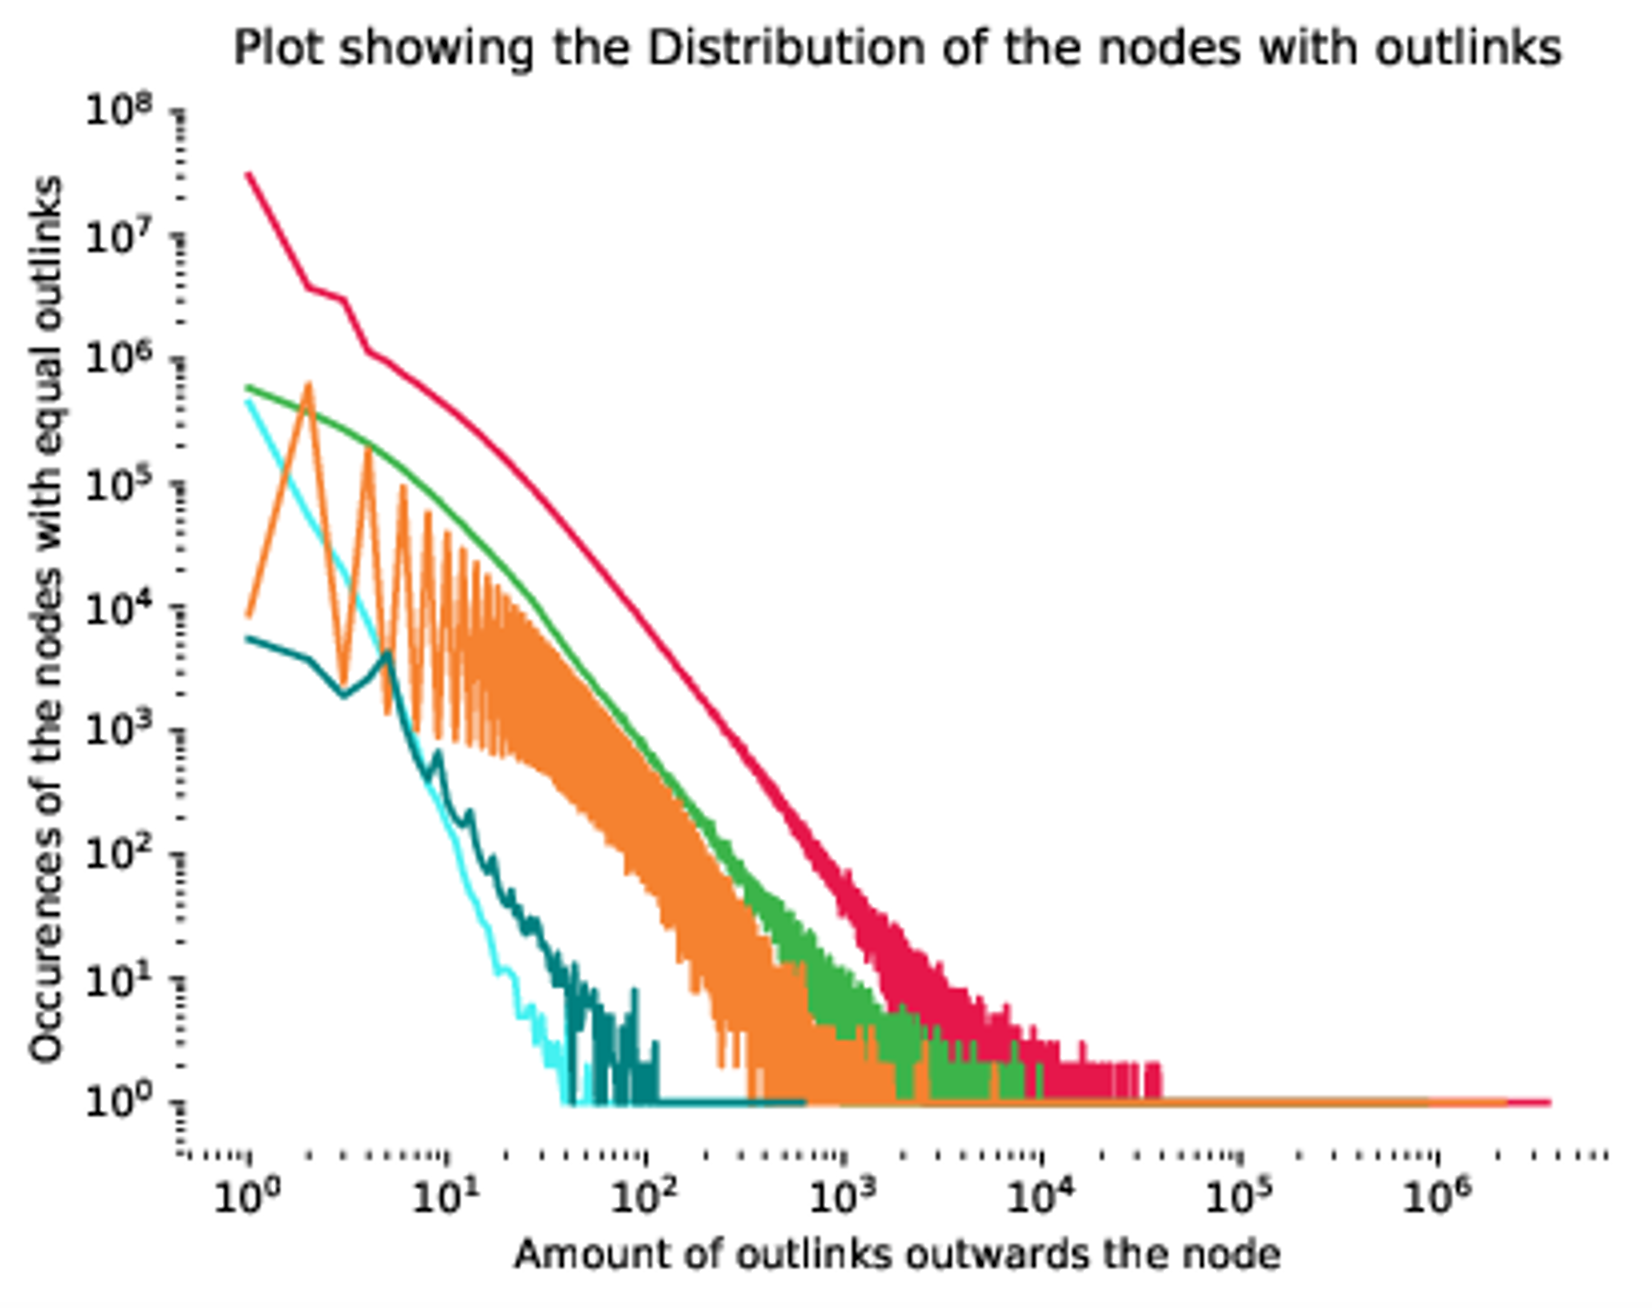 Plot showing the Distribution of the nodes with outlinks
Occurences of the nodes with equal outlinks
10⁸
10⁷
10⁶
10⁵
10⁴
10³
10²
10¹
10⁰
10⁰ 10¹ 10² 10³ 10⁴ 10⁵ 10⁶
Amount of outlinks outwards the node